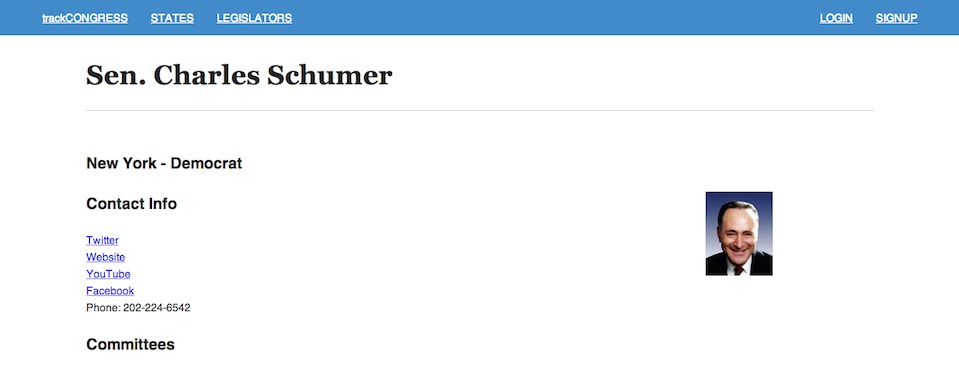 trackCONGRESS STATES LEGISLATORS LOGIN SIGNUP
Sen. Charles Schumer
New York - Democrat
Contact Info
Twitter
Website
YouTube
Facebook
Phone: 202-224-6542
Committees